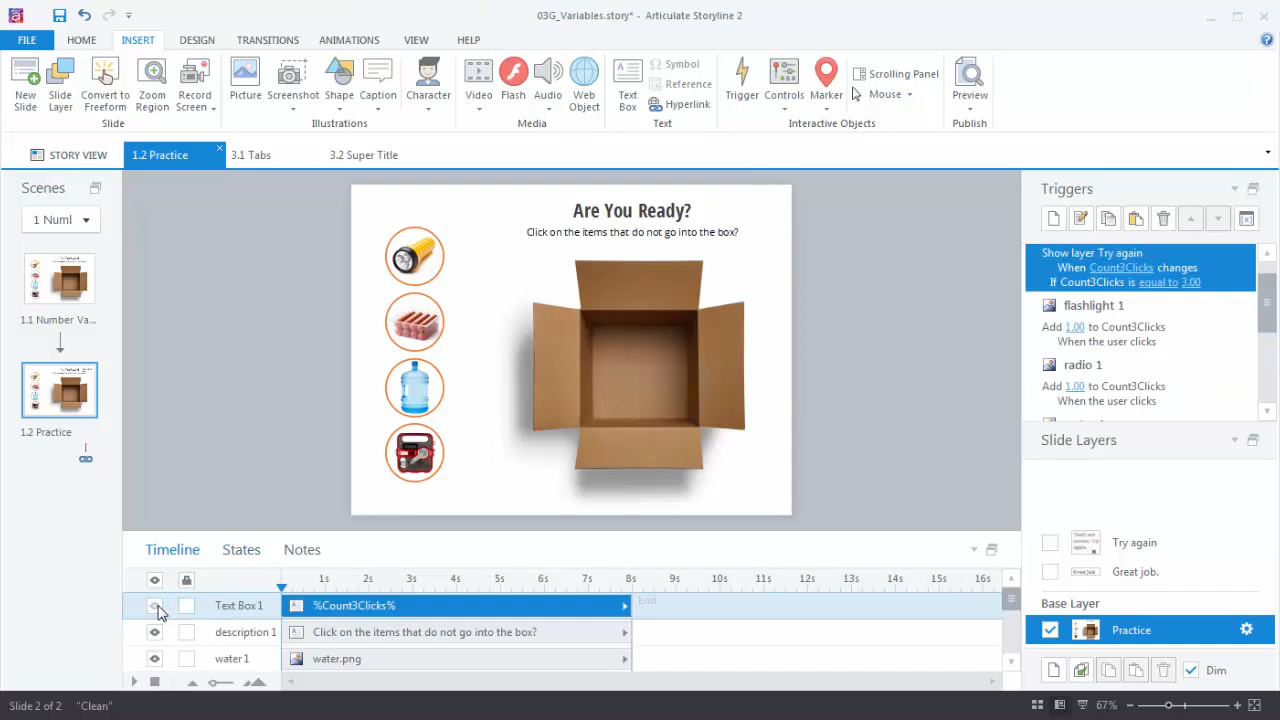 03G_Variables.story* - Articulate Storyline 2
FILE
HOME
INSERT
DESIGN
TRANSITIONS
ANIMATIONS
VIEW
HELP
New Slide
Slide Layer
Convert to Freeform
Zoom Region
Record Screen
Slide
Picture
Screenshot
Shape
Caption
Character
Illustrations
Video
Flash
Audio
Web Object
Media
Text Box
Symbol
Reference
Hyperlink
Text
Trigger
Controls
Marker
Scrolling Panel
Mouse
Interactive Objects
Preview
Publish
STORY VIEW
1.2 Practice
3.1 Tabs
3.2 Super Title
Scenes
1 Numl
1.1 Number Va...
1.2 Practice
Are You Ready?
Click on the items that do not go into the box?
Triggers
Show layer Try again
When Count3Clicks changes
If Count3Clicks is equal to 3.00
flashlight 1
Add 1.00 to Count3Clicks
When the user clicks
radio 1
Add 1.00 to Count3Clicks
When the user clicks
Slide Layers
Try again
Great job.
Base Layer
Practice
Dim
Timeline
States
Notes
1s 2s 3s 4s 5s 6s 7s 8s 9s 10s 11s 12s 13s 14s 15s 16s
Text Box 1
%Count3Clicks%
End
description 1
Click on the items that do not go into the box?
water 1
water.png
Slide 2 of 2
"Clean"
67%